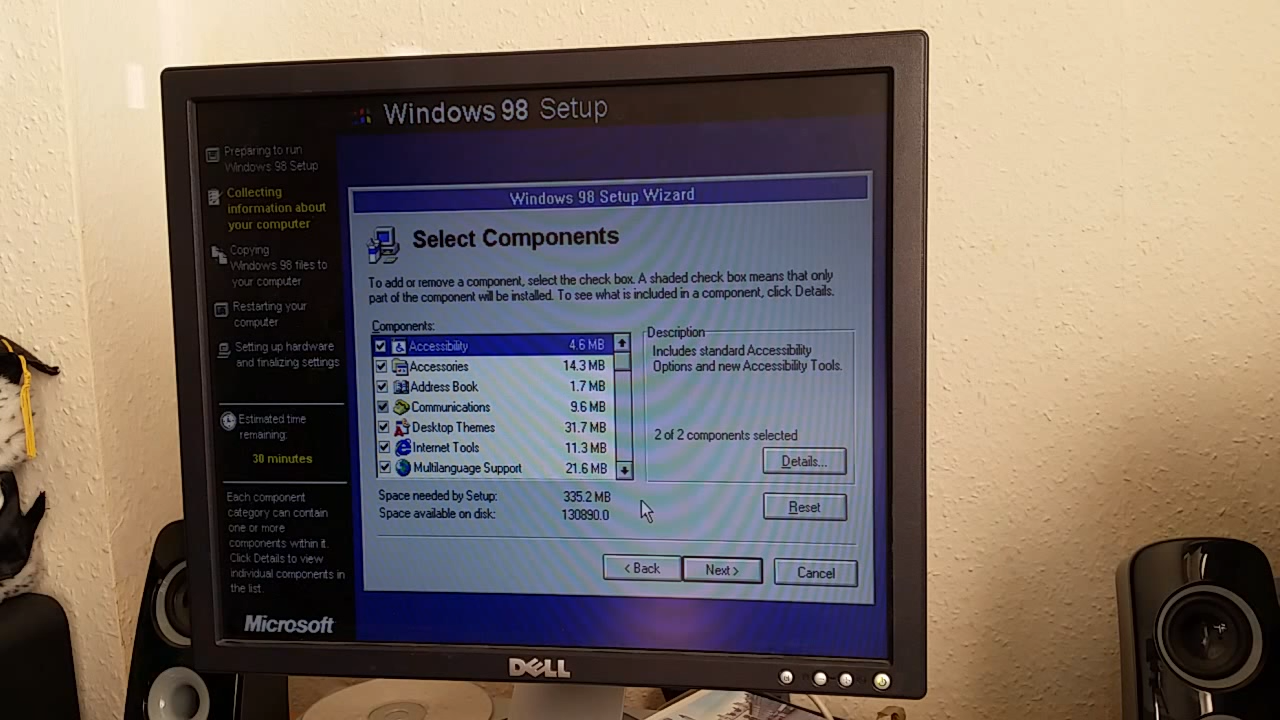 Windows 98 Setup
Preparing to run
Windows 98 Setup
Collecting
information about
your computer
Copying
Windows 98 files to
your computer
Restarting your
computer
Setting up hardware
and finalizing settings
Estimated time
remaining:
30 minutes
Each component
category can contain
one or more
components within it.
Click Details to view
individual components in
the list.
Microsoft
Windows 98 Setup Wizard
Select Components
To add or remove a component, select the check box. A shaded check box means that only
part of the component will be installed. To see what is included in a component, click Details.
Components:
Accessibility 4.6 MB
Accessories 14.3 MB
Address Book 1.7 MB
Communications 9.6 MB
Desktop Themes 31.7 MB
Internet Tools 11.3 MB
Multilanguage Support 21.6 MB
Description
Includes standard Accessibility
Options and new Accessibility Tools.
2 of 2 components selected
Details...
Space needed by Setup: 335.2 MB
Space available on disk: 130890.0
Reset
< Back Next > Cancel
DELL